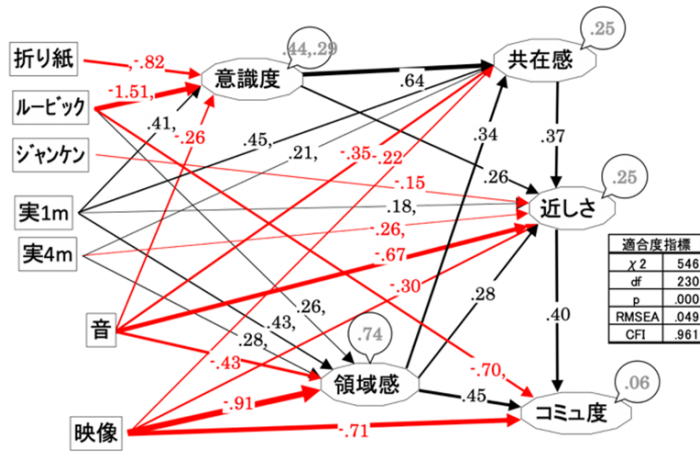 折り紙
ルービック
ジャンケン
実1m
実4m
音
映像
意識度
.44,.29
共在感
.25
近しさ
.25
領域感
.74
コミュ度
.06
,-.82
-1.51,
.41,
-.26
.45,
.21,
.64
-.35
-.22
.34
.37
.26
-.15
.18,
-.26,
-.67
-.30
.28
.40
.26,
.43,
.28,
-.43
-.91
-.70,
.45
-.71
適合度指標
χ2 546
df 230
p .000
RMSEA .049
CFI .961